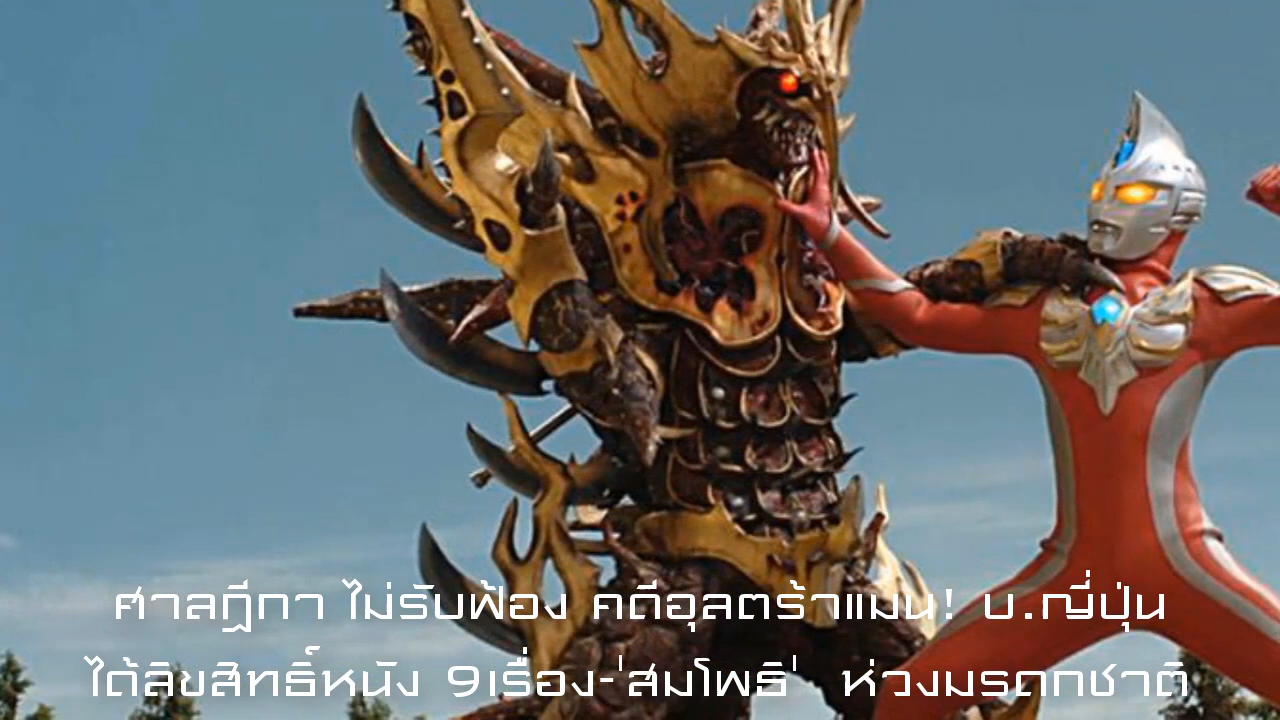 ศาลฎีกา ไม่รับฟ้อง คดีอุลตร้าแมน! บ.ญี่ปุ่น
ได้ลิขสิทธิ์หนัง 9เรื่อง-'สมโพธิ' ห่วงมรดกชาติ